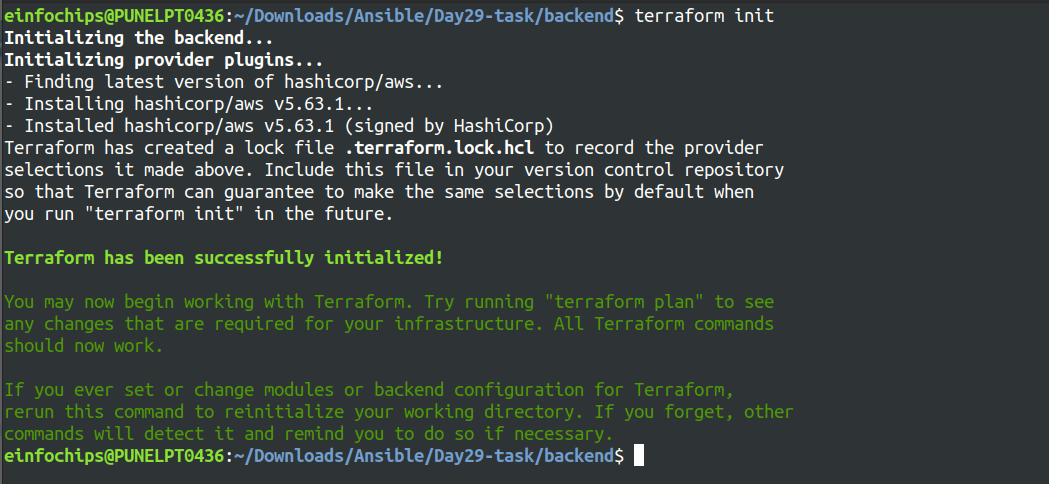 einfochips@PUNELPT0436:~/Downloads/Ansible/Day29-task/backend$ terraform init
Initializing the backend...
Initializing provider plugins...
- Finding latest version of hashicorp/aws...
- Installing hashicorp/aws v5.63.1...
- Installed hashicorp/aws v5.63.1 (signed by HashiCorp)
Terraform has created a lock file .terraform.lock.hcl to record the provider
selections it made above. Include this file in your version control repository
so that Terraform can guarantee to make the same selections by default when
you run "terraform init" in the future.
Terraform has been successfully initialized!
You may now begin working with Terraform. Try running "terraform plan" to see
any changes that are required for your infrastructure. All Terraform commands
should now work.
If you ever set or change modules or backend configuration for Terraform,
rerun this command to reinitialize your working directory. If you forget, other
commands will detect it and remind you to do so if necessary.
einfochips@PUNELPT0436:~/Downloads/Ansible/Day29-task/backend$